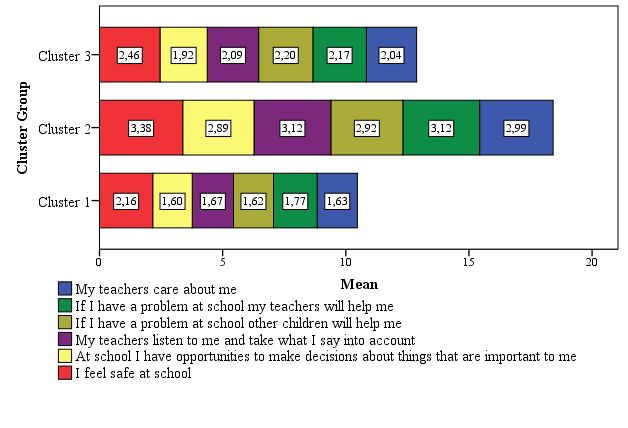 Cluster Group
Cluster 3
2,46 1,92 2,09 2,20 2,17 2,04
Cluster 2
3,38 2,89 3,12 2,92 3,12 2,99
Cluster 1
2,16 1,60 1,67 1,62 1,77 1,63
0 5 10 15 20
Mean
My teachers care about me
If I have a problem at school my teachers will help me
If I have a problem at school other children will help me
My teachers listen to me and take what I say into account
At school I have opportunities to make decisions about things that are important to me
I feel safe at school